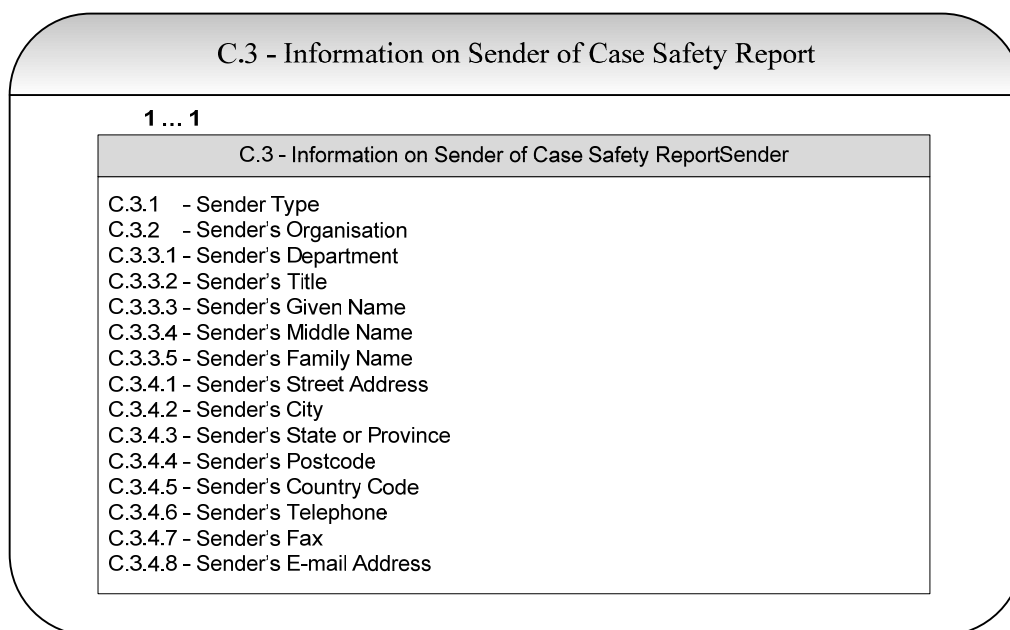 C.3 - Information on Sender of Case Safety Report
1 ... 1
C.3 - Information on Sender of Case Safety ReportSender
C.3.1 - Sender Type
C.3.2 - Sender's Organisation
C.3.3.1 - Sender's Department
C.3.3.2 - Sender's Title
C.3.3.3 - Sender's Given Name
C.3.3.4 - Sender's Middle Name
C.3.3.5 - Sender's Family Name
C.3.4.1 - Sender's Street Address
C.3.4.2 - Sender's City
C.3.4.3 - Sender's State or Province
C.3.4.4 - Sender's Postcode
C.3.4.5 - Sender's Country Code
C.3.4.6 - Sender's Telephone
C.3.4.7 - Sender's Fax
C.3.4.8 - Sender's E-mail Address